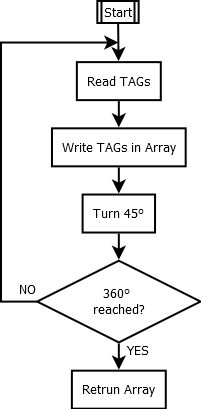 Start
Read TAGs
Write TAGs in Array
Turn 45º
360º
reached?
NO
YES
Retrun Array